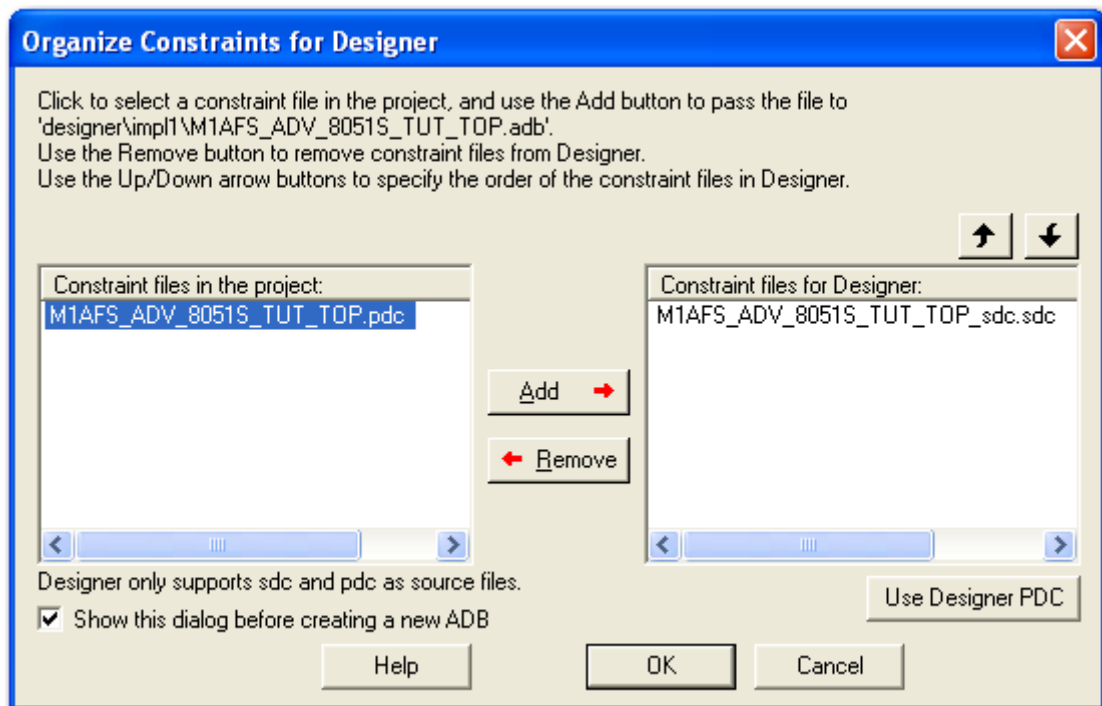 Organize Constraints for Designer
Click to select a constraint file in the project, and use the Add button to pass the file to
'designer\impl1\M1AFS_ADV_8051S_TUT_TOP.adb'.
Use the Remove button to remove constraint files from Designer.
Use the Up/Down arrow buttons to specify the order of the constraint files in Designer.
Constraint files in the project:
M1AFS_ADV_8051S_TUT_TOP.pdc
Constraint files for Designer:
M1AFS_ADV_8051S_TUT_TOP_sdc.sdc
Add
Remove
Designer only supports sdc and pdc as source files.
Use Designer PDC
Show this dialog before creating a new ADB
Help
OK
Cancel